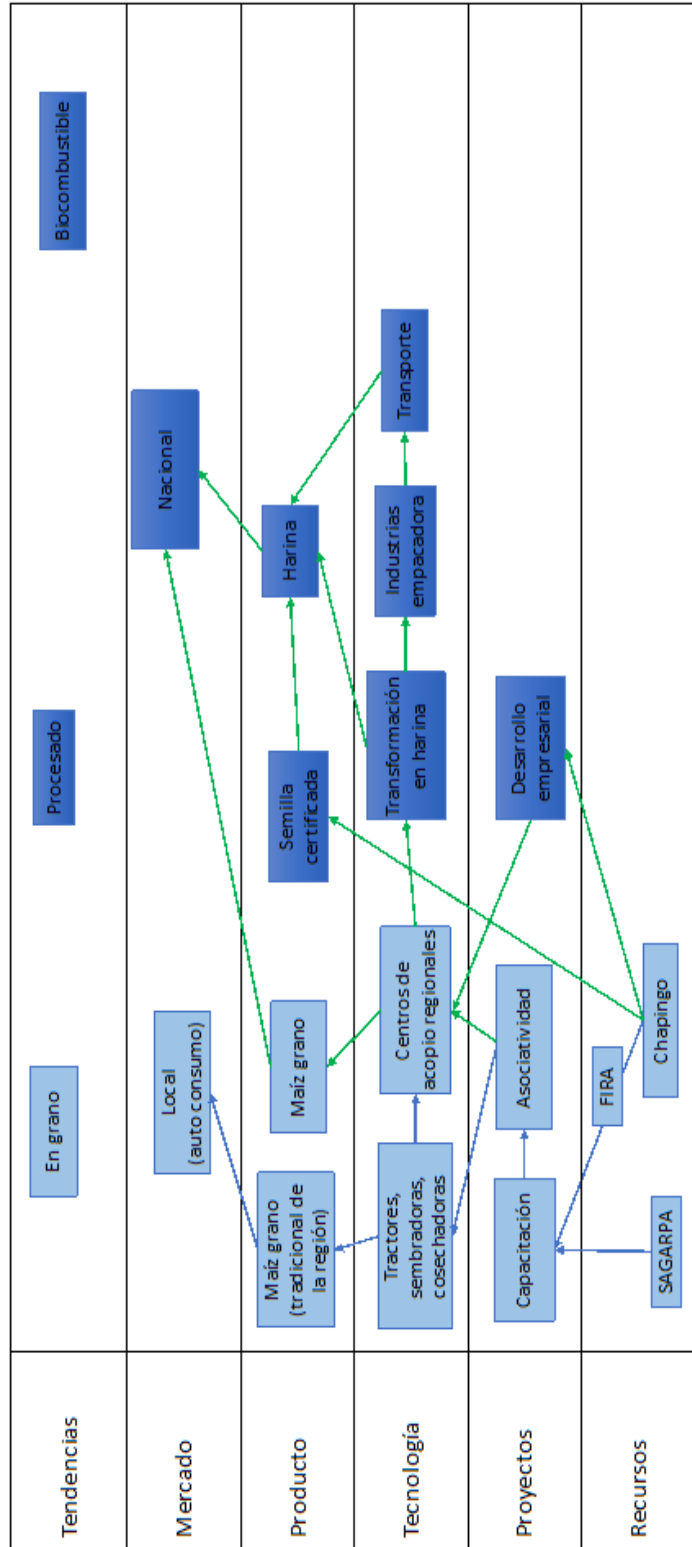 Tendencias
En grano
Procesado
Biocombustible
Mercado
Local
(auto consumo)
Nacional
Producto
Maíz grano
(tradicional de
la región)
Maíz grano
Semilla
certificada
Harina
Tecnología
Tractores,
sembradoras,
cosechadoras
Centros de
acopio regionales
Transformación
en harina
Industrias
empacadora
Transporte
Proyectos
Capacitación
Asociatividad
Desarrollo
empresarial
Recursos
SAGARPA
FIRA
Chapingo